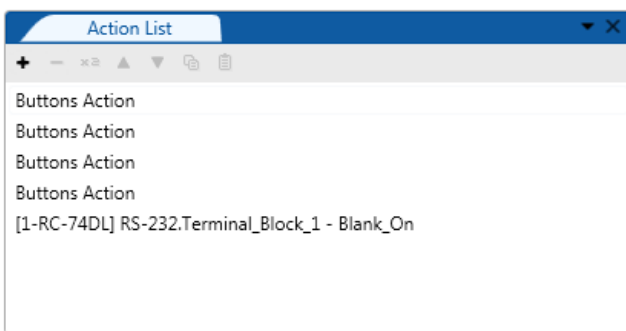 Action List
Buttons Action
Buttons Action
Buttons Action
Buttons Action
[1-RC-74DL] RS-232.Terminal_Block_1 - Blank_On